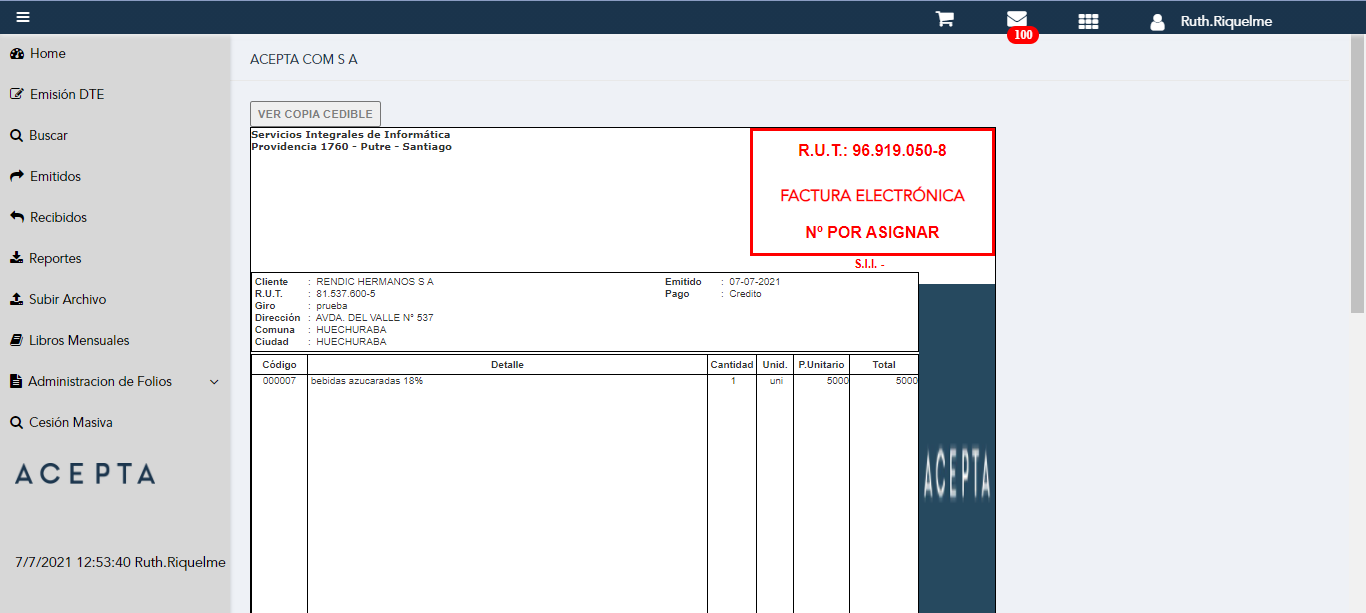 Ruth.Riquelme
100
Home
Emisión DTE
Buscar
Emitidos
Recibidos
Reportes
Subir Archivo
Libros Mensuales
Administracion de Folios
Cesión Masiva
ACEPTA
7/7/2021 12:53:40 Ruth.Riquelme
ACEPTA COM S A
VER COPIA CEDIBLE
Servicios Integrales de Informática
Providencia 1760 - Putre - Santiago
R.U.T.: 96.919.050-8
FACTURA ELECTRÓNICA
Nº POR ASIGNAR
S.I.I. -
Cliente : RENDIC HERMANOS S A Emitido : 07-07-2021
R.U.T. : 81.537.600-5 Pago : Credito
Giro : prueba
Dirección : AVDA. DEL VALLE N° 537
Comuna : HUECHURABA
Ciudad : HUECHURABA
Código Detalle Cantidad Unid. P.Unitario Total
000007 bebidas azucaradas 18% 1 uni 5000 5000
ACEPTA